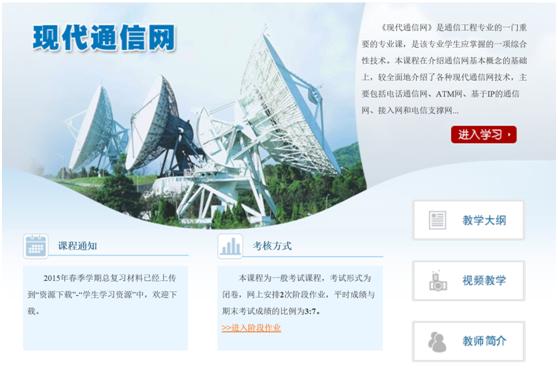 现代通信网
《现代通信网》是通信工程专业的一门重
要的专业课，是该专业学生应掌握的一项综合
性技术。本课程在介绍通信网基本概念的基础
上，较全面地介绍了各种现代通信网技术，主
要包括电话通信网、ATM网、基于IP的通信
网、接入网和电信支撑网...
进入学习
课程通知
2015年春季学期总复习材料已经上传
到“资源下载”-“学生学习资源”中，欢迎下
载。
考核方式
本课程为一般考试课程，考试形式为
闭卷，网上安排2次阶段作业，平时成绩与
期末考试成绩的比例为3:7。
>>进入阶段作业
教学大纲
视频教学
教师简介